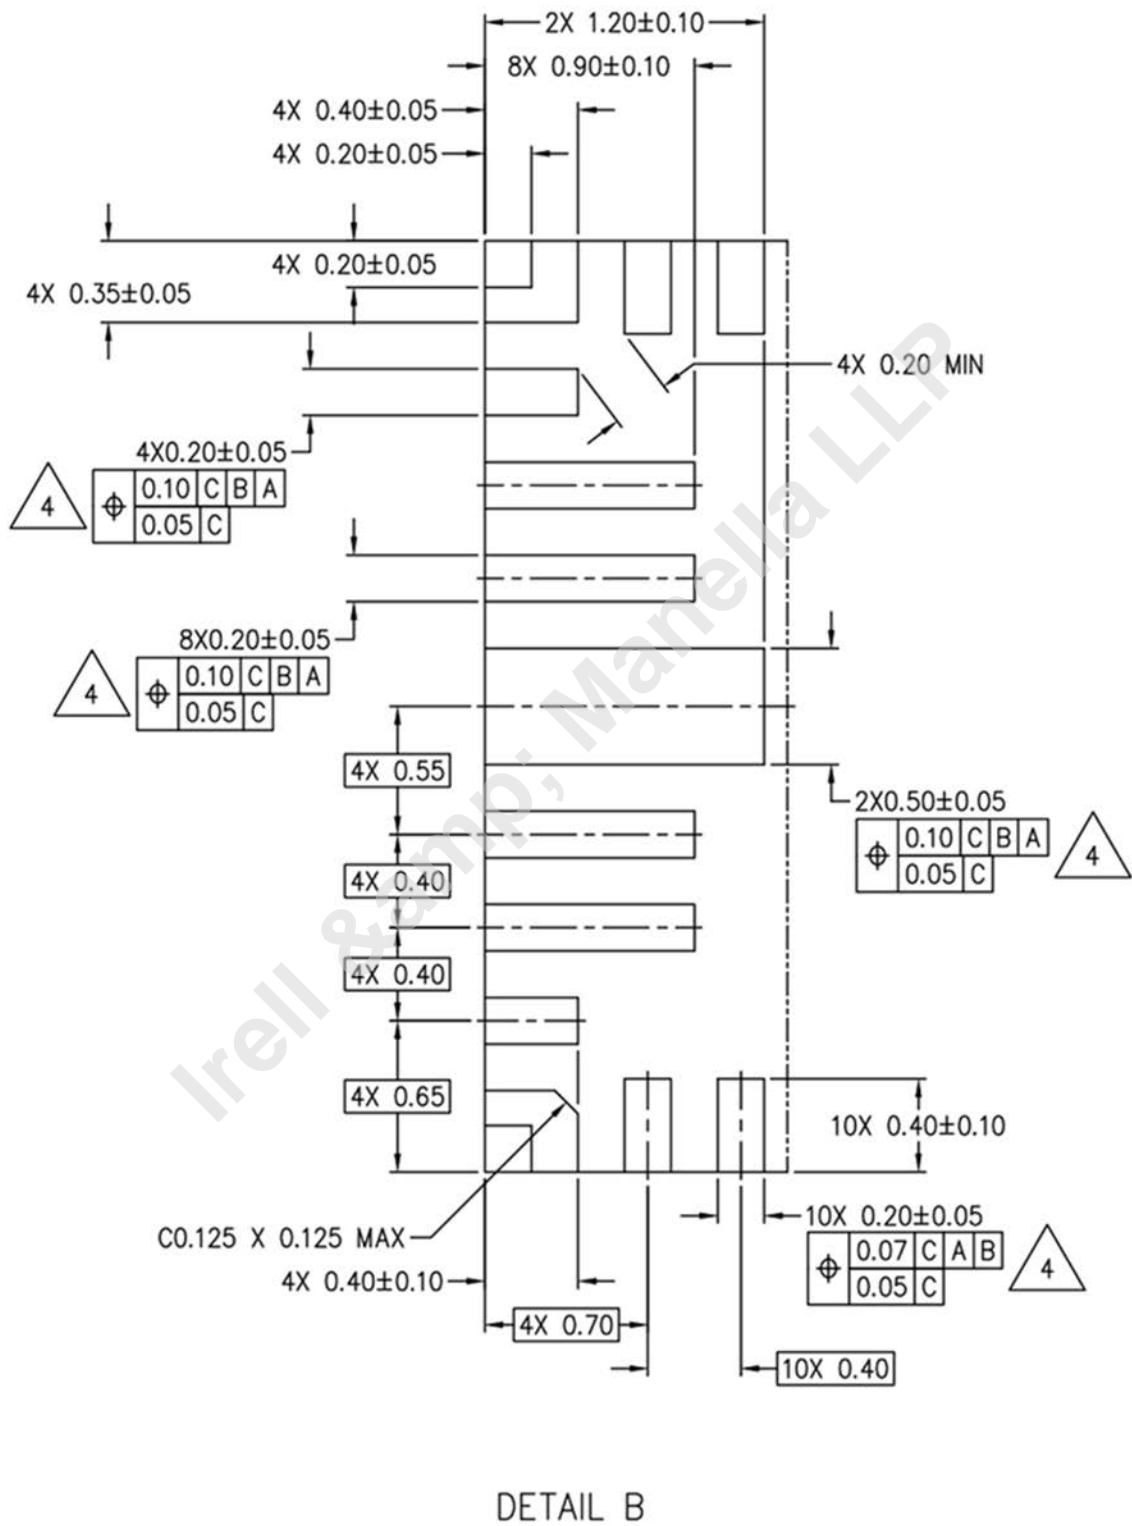 2X 1.20±0.10
8X 0.90±0.10
4X 0.40±0.05
4X 0.20±0.05
4X 0.20±0.05
4X 0.35±0.05
4X 0.20 MIN
4X0.20±0.05
4
⌖ 0.10 C B A
0.05 C
8X0.20±0.05
4
⌖ 0.10 C B A
0.05 C
4X 0.55
2X0.50±0.05
⌖ 0.10 C B A
0.05 C
4
4X 0.40
4X 0.40
4X 0.65
10X 0.40±0.10
C0.125 X 0.125 MAX
10X 0.20±0.05
⌖ 0.07 C A B
0.05 C
4
4X 0.40±0.10
4X 0.70
10X 0.40
DETAIL B
Irell &amp; Manella LLP